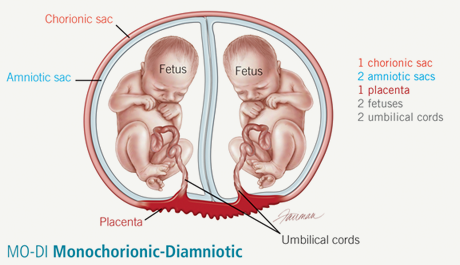 Chorionic sac
Amniotic sac
Fetus
Fetus
1 chorionic sac
2 amniotic sacs
1 placenta
2 fetuses
2 umbilical cords
Placenta
Umbilical cords
MO-DI Monochorionic-Diamniotic